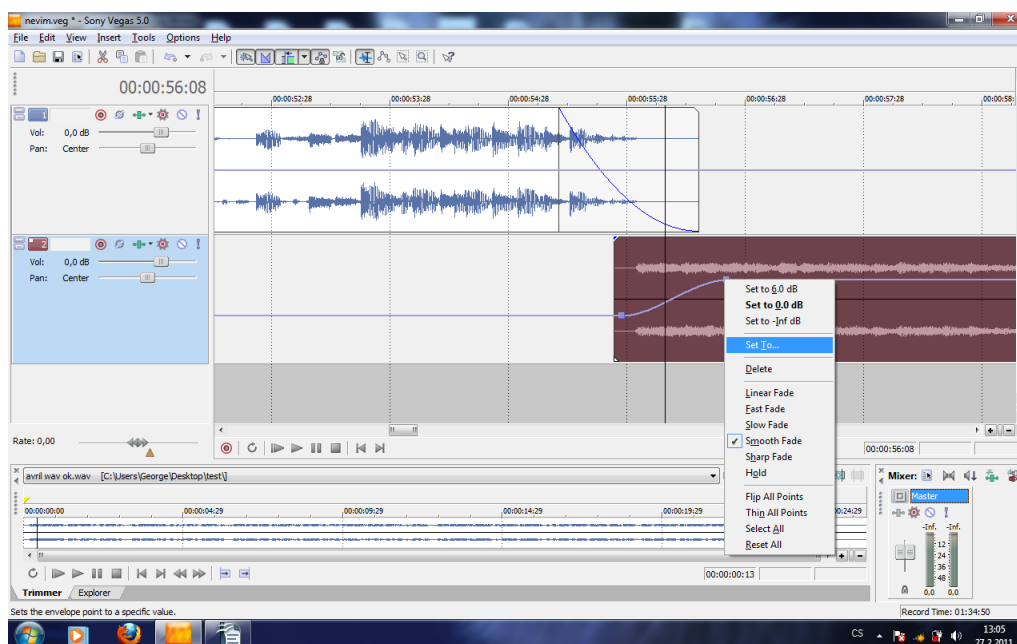 nevim.veg * - Sony Vegas 5.0
File Edit View Insert Tools Options Help
00:00:56:08
00:00:52:28 00:00:53:28 00:00:54:28 00:00:55:28 00:00:56:28 00:00:57:28 00:00:58:
1
Vol: 0,0 dB
Pan: Center
2
Vol: 0,0 dB
Pan: Center
Set to 6.0 dB
Set to 0.0 dB
Set to -Inf dB
Set To...
Delete
Linear Fade
Fast Fade
Slow Fade
Smooth Fade
Sharp Fade
Hold
Flip All Points
Thin All Points
Select All
Reset All
Rate: 0,00
00:00:56:08
avril wav ok.wav [C:\Users\George\Desktop\test\]
00:00:00:00 00:00:04:29 00:00:09:29 00:00:14:29 00:00:19:29 00:24:29
00:00:00:13
Trimmer Explorer
Mixer:
Master
-Inf. -Inf.
12
24
36
48
0,0 0,0
Sets the envelope point to a specific value.
Record Time: 01:34:50
CS
13:05
27.2.2011